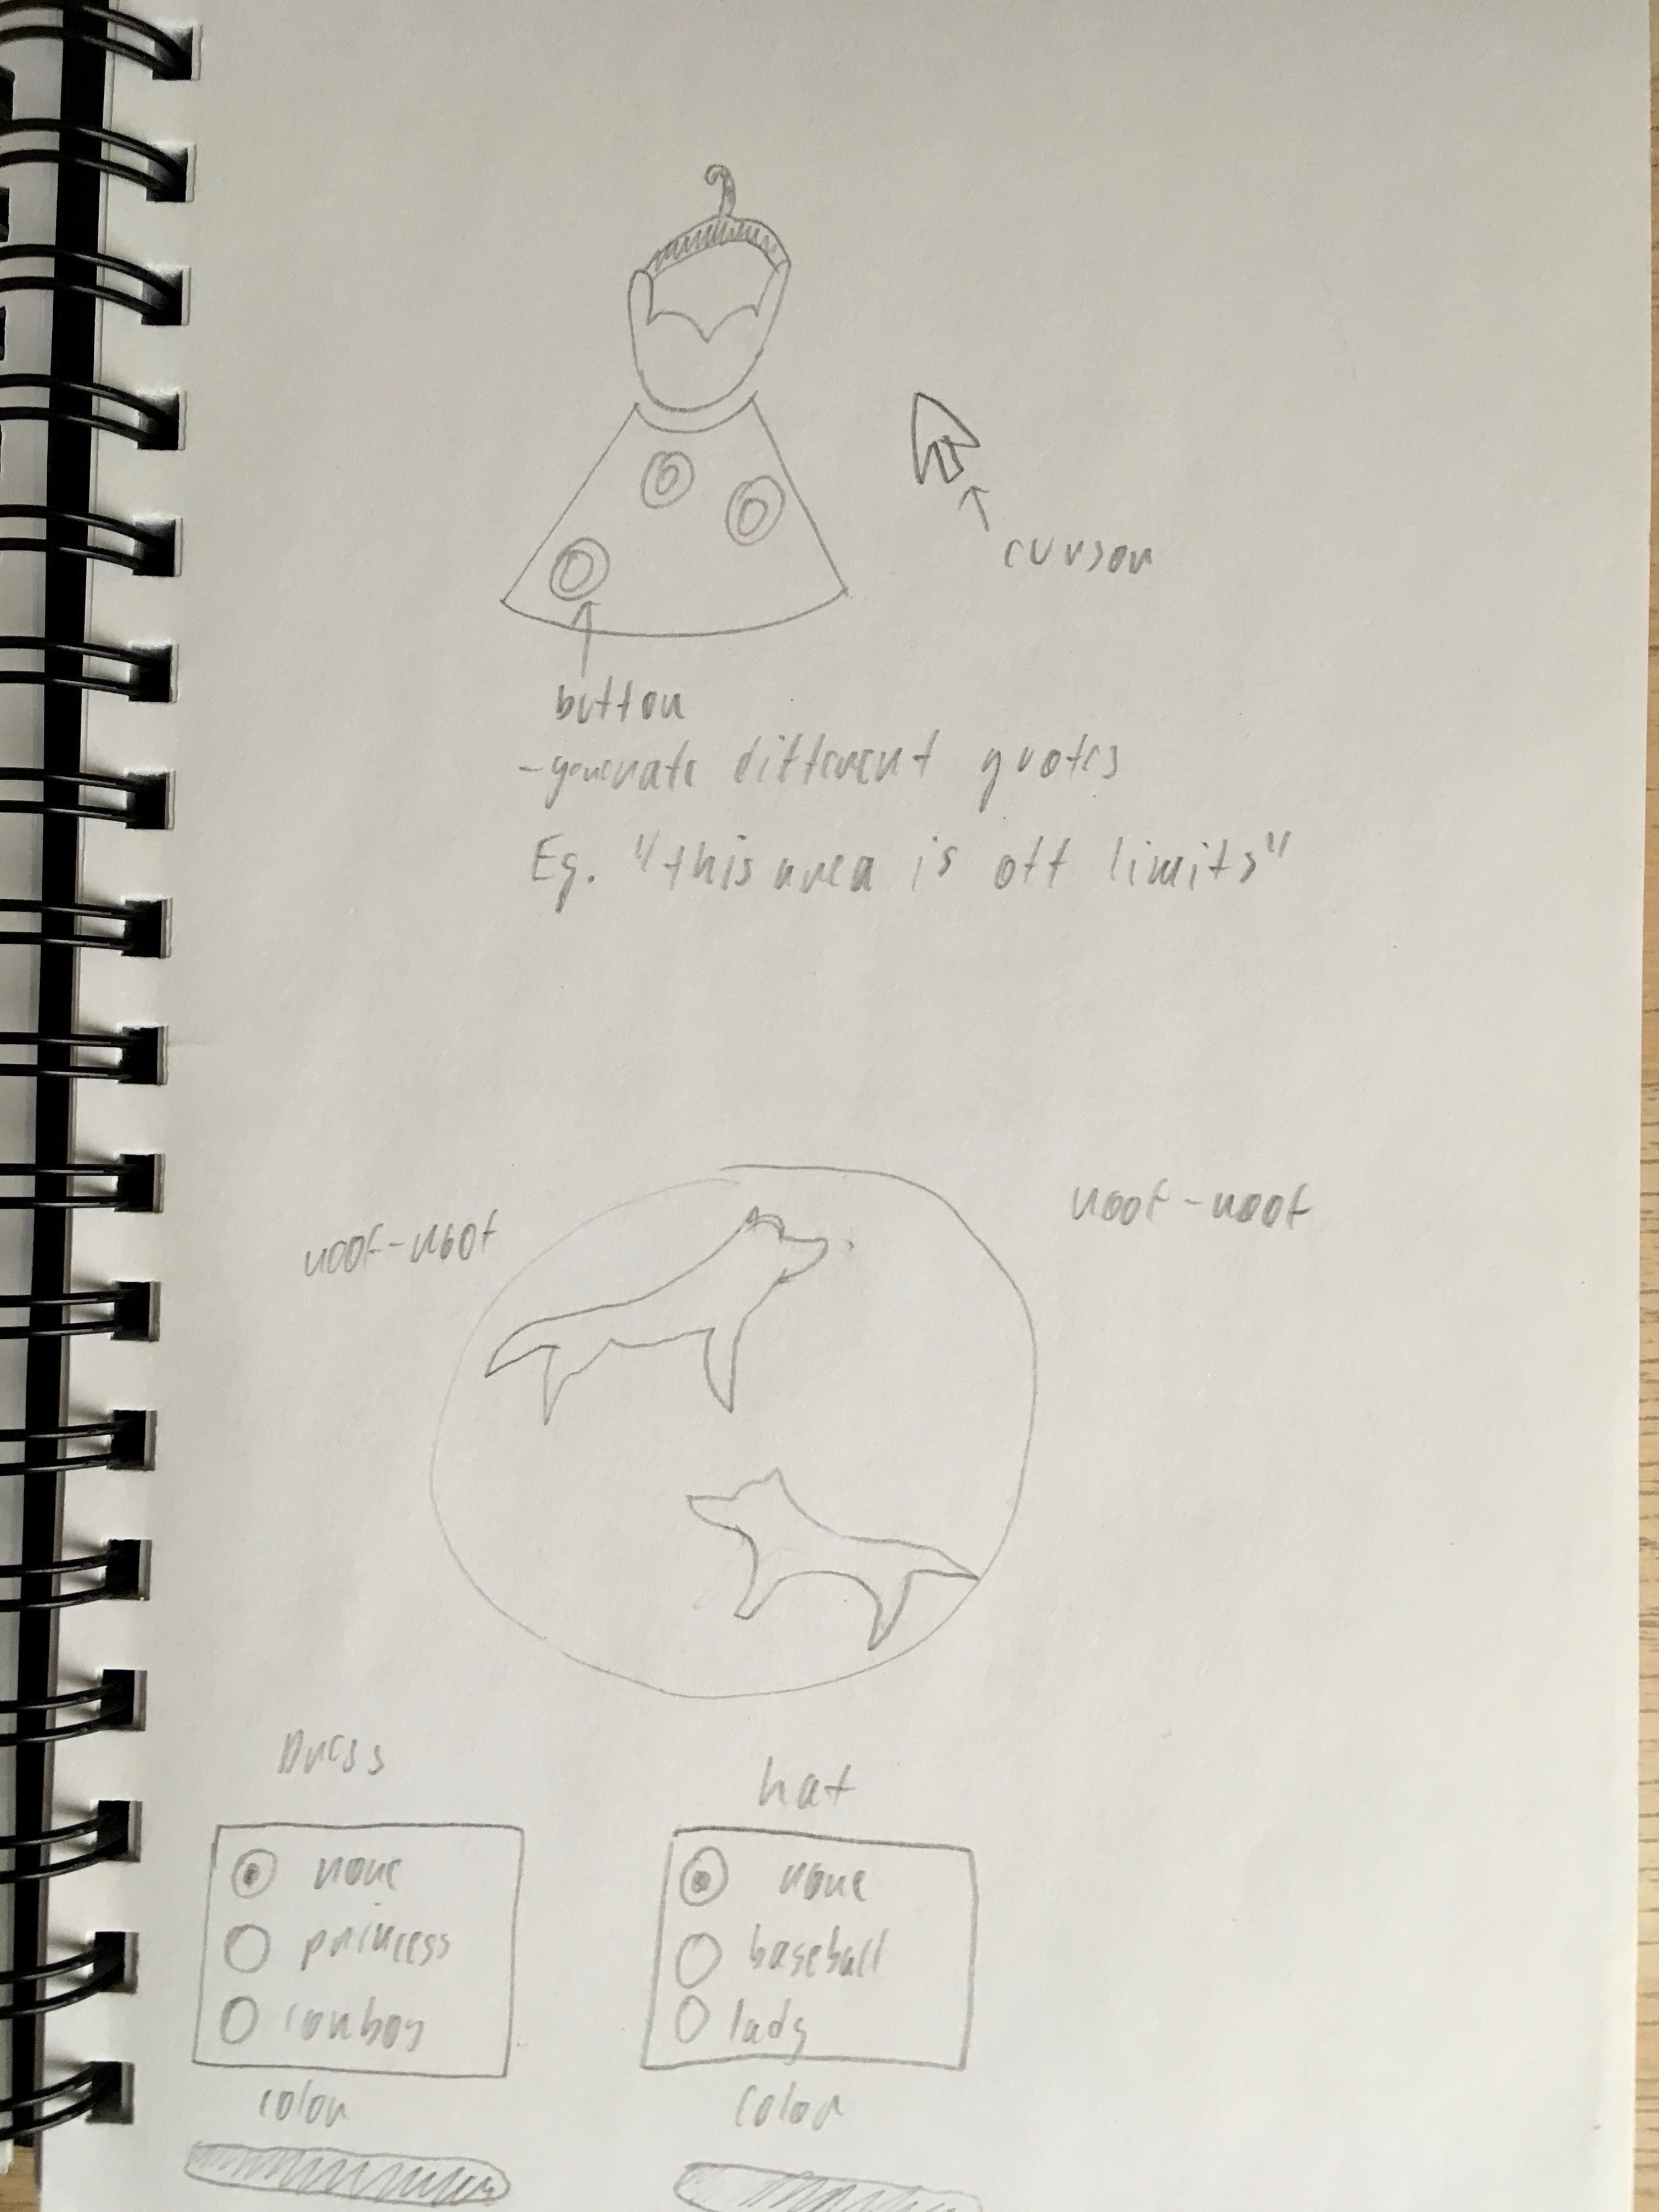 cursor
button
-generate different quotes
Eg. "this area is off limits"
woof-woof
woof-woof
Dress
hat
none
princess
cowboy
none
baseball
lady
color
color